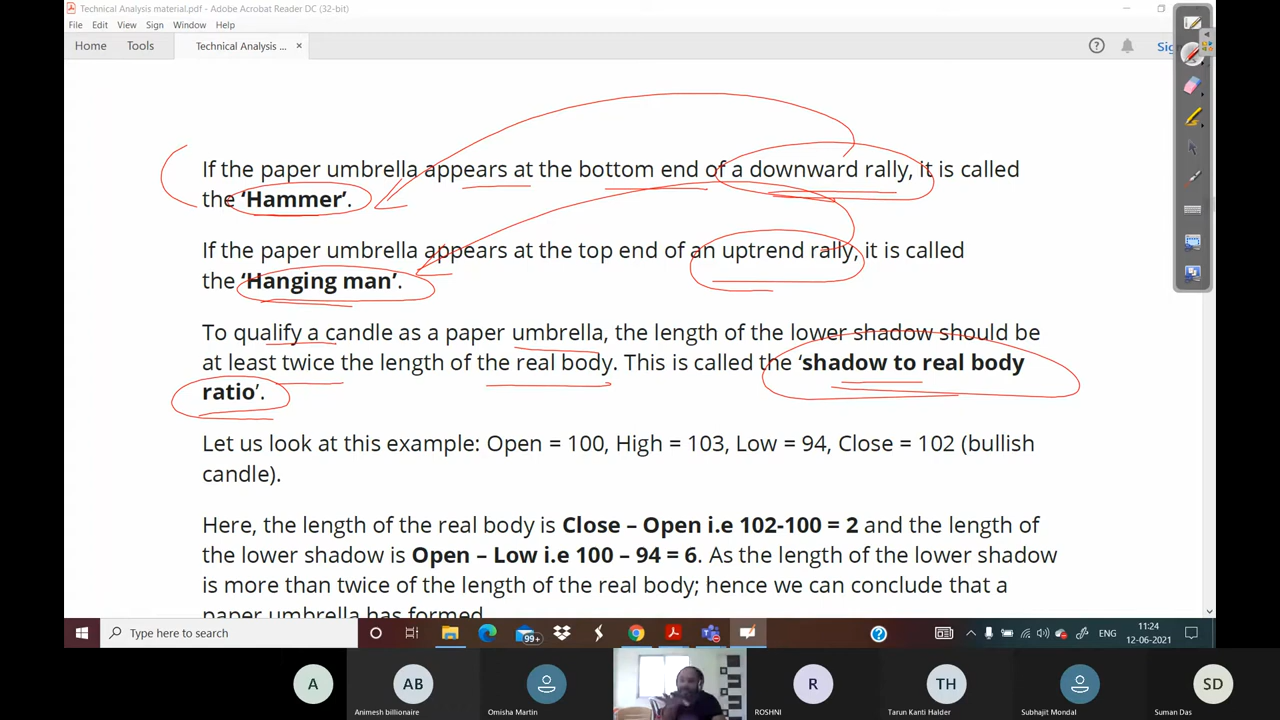 Technical Analysis material.pdf - Adobe Acrobat Reader DC (32-bit)
File Edit View Sign Window Help
Home Tools Technical Analysis ... ×
If the paper umbrella appears at the bottom end of a downward rally, it is called
the ‘Hammer’.
If the paper umbrella appears at the top end of an uptrend rally, it is called
the ‘Hanging man’.
To qualify a candle as a paper umbrella, the length of the lower shadow should be
at least twice the length of the real body. This is called the ‘shadow to real body
ratio’.
Let us look at this example: Open = 100, High = 103, Low = 94, Close = 102 (bullish
candle).
Here, the length of the real body is Close – Open i.e 102-100 = 2 and the length of
the lower shadow is Open – Low i.e 100 – 94 = 6. As the length of the lower shadow
is more than twice of the length of the real body; hence we can conclude that a
paper umbrella has formed.
Type here to search
99+
ENG
11:24
12-06-2021
A AB R TH SD
Animesh billionaire Omisha Martin ROSHNI Tarun Kanti Halder Subhajit Mondal Suman Das